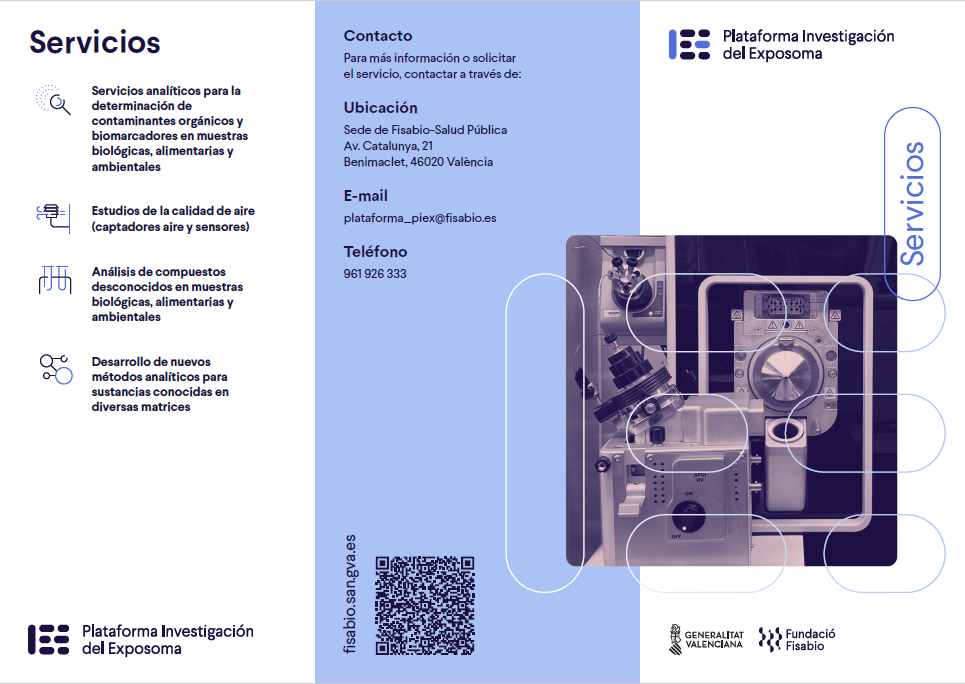 Servicios
Servicios analíticos para la
determinación de
contaminantes orgánicos y
biomarcadores en muestras
biológicas, alimentarias y
ambientales
Estudios de la calidad de aire
(captadores aire y sensores)
Análisis de compuestos
desconocidos en muestras
biológicas, alimentarias y
ambientales
Desarrollo de nuevos
métodos analíticos para
sustancias conocidas en
diversas matrices
Plataforma Investigación
del Exposoma
Contacto
Para más información o solicitar
el servicio, contactar a través de:
Ubicación
Sede de Fisabio-Salud Pública
Av. Catalunya, 21
Benimaclet, 46020 València
E-mail
plataforma_piex@fisabio.es
Teléfono
961 926 333
fisabio.san.gva.es
Plataforma Investigación
del Exposoma
Servicios
APCI
HV
ON
OFF
GENERALITAT
VALENCIANA
Fundació
Fisabio